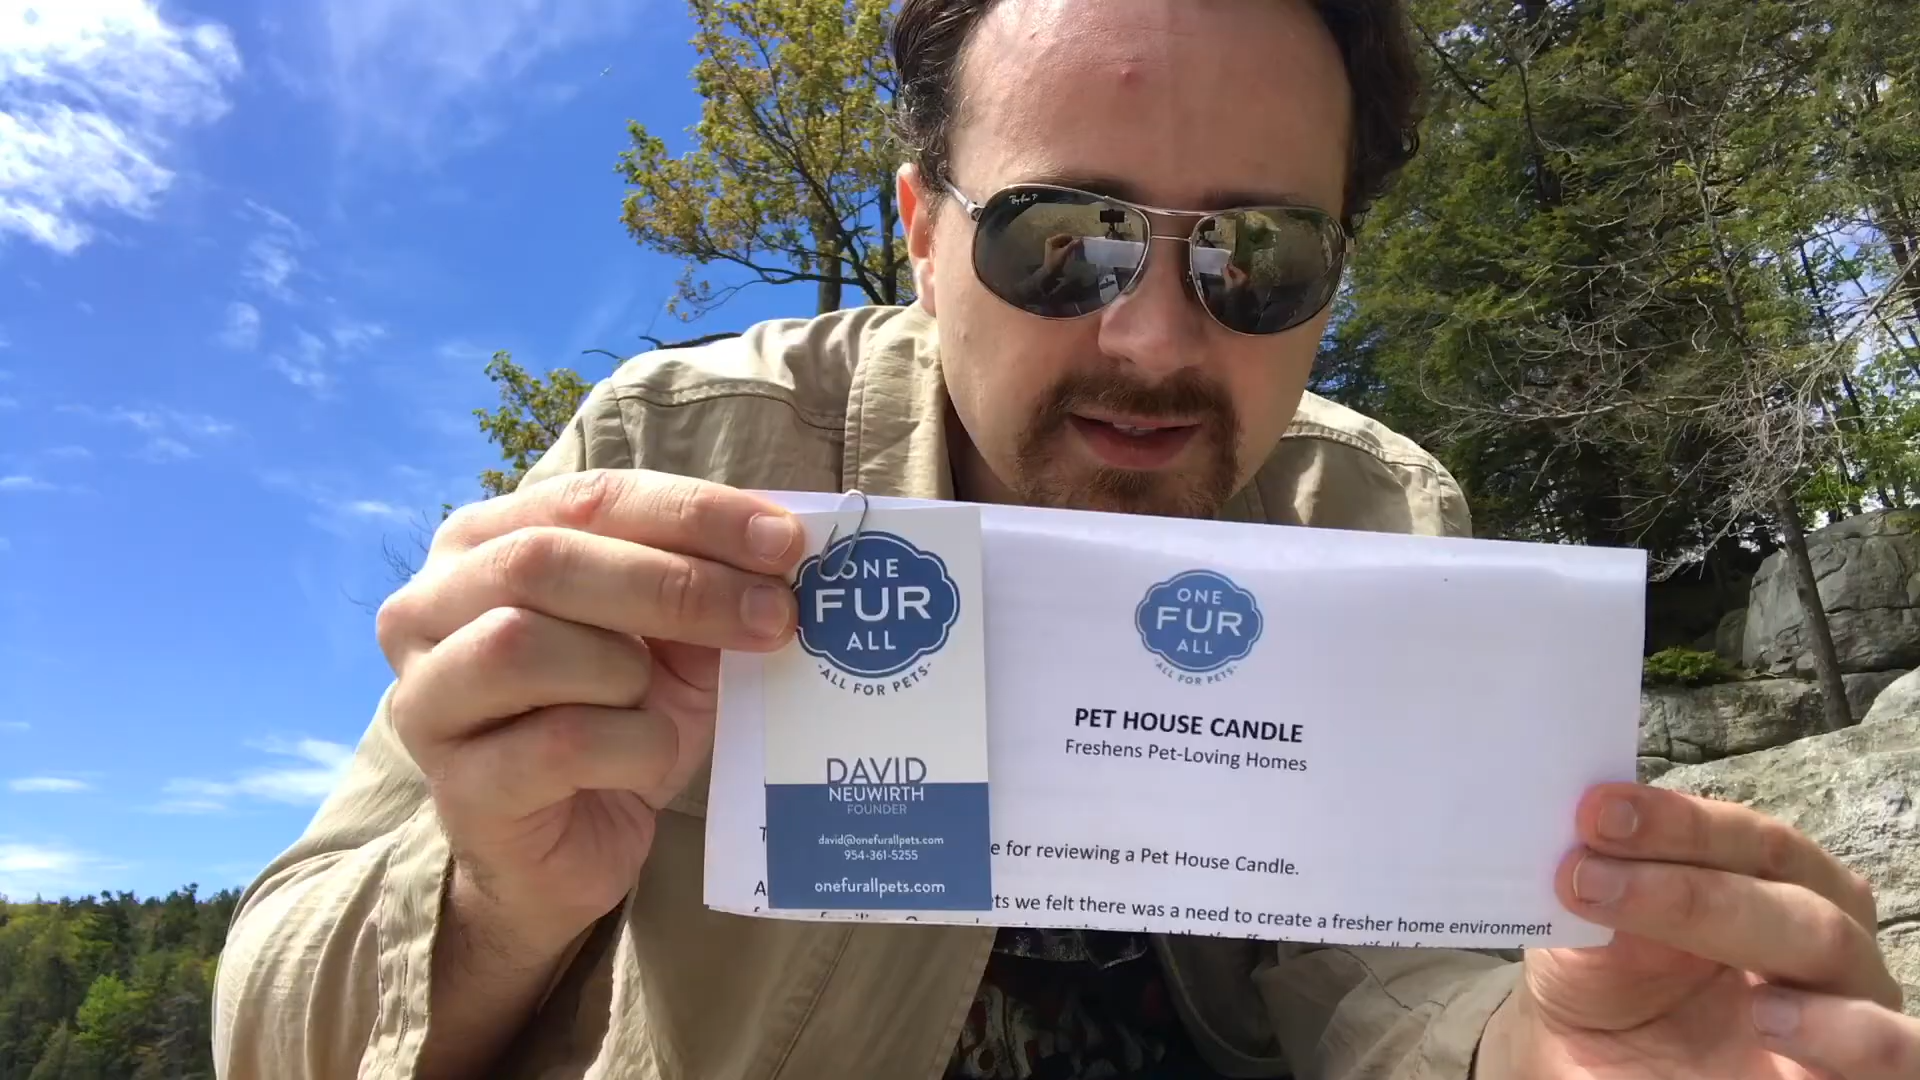 Ray-Ban P
ONE
FUR
ALL
-ALL FOR PETS-
DAVID
NEUWIRTH
FOUNDER
david@onefurallpets.com
954-361-5255
onefurallpets.com
ONE
FUR
ALL
-ALL FOR PETS-
PET HOUSE CANDLE
Freshens Pet-Loving Homes
T e for reviewing a Pet House Candle.
A ts we felt there was a need to create a fresher home environment